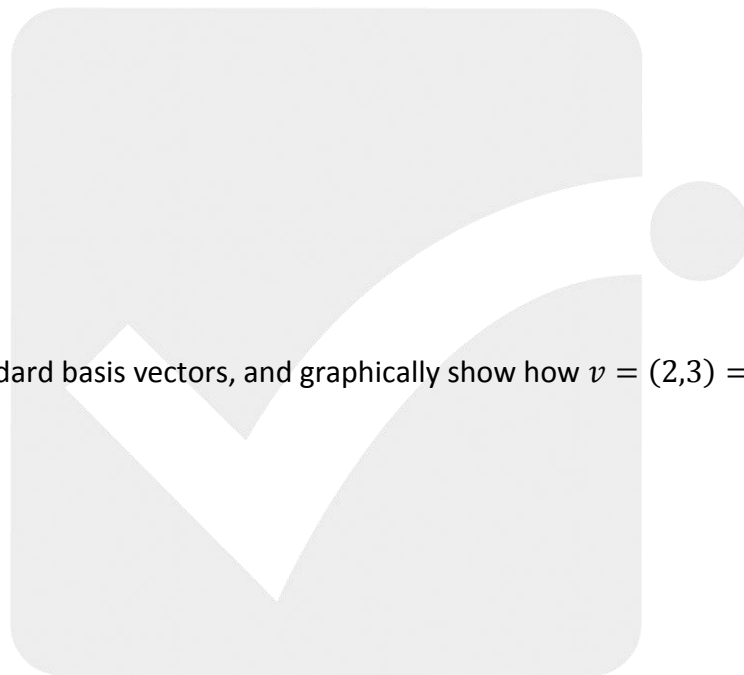 dard basis vectors, and graphically show how 𝑣 = (2,3) =